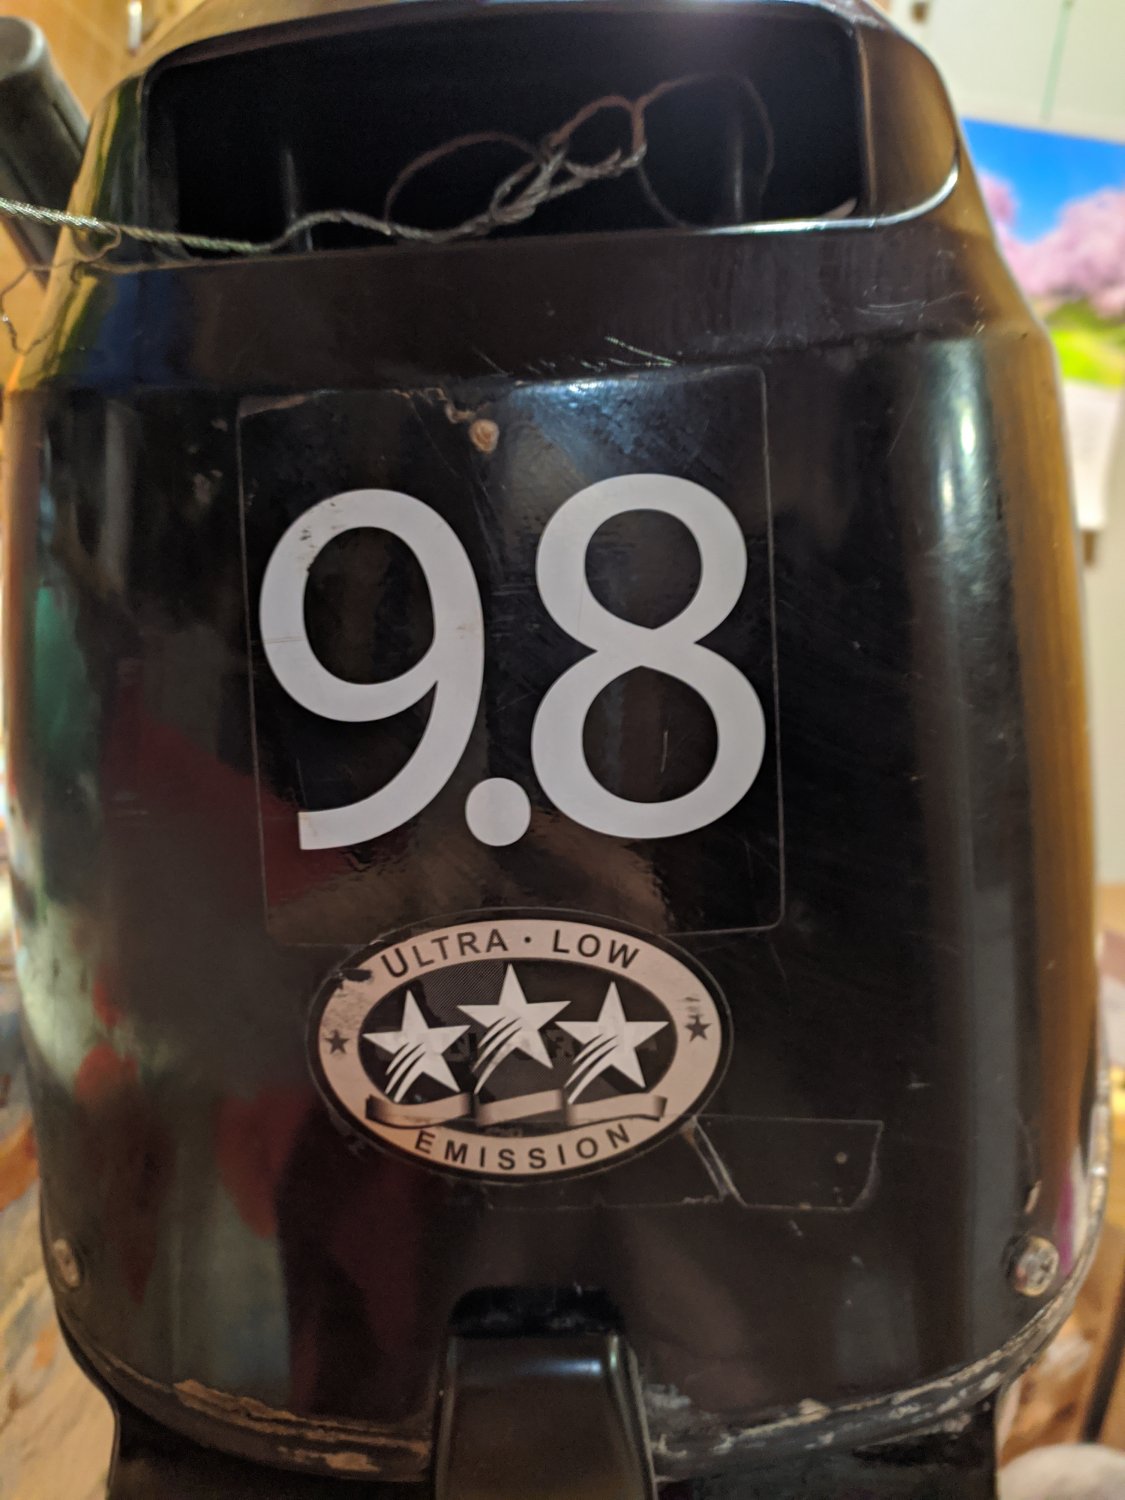 9.8
ULTRA · LOW
EMISSION